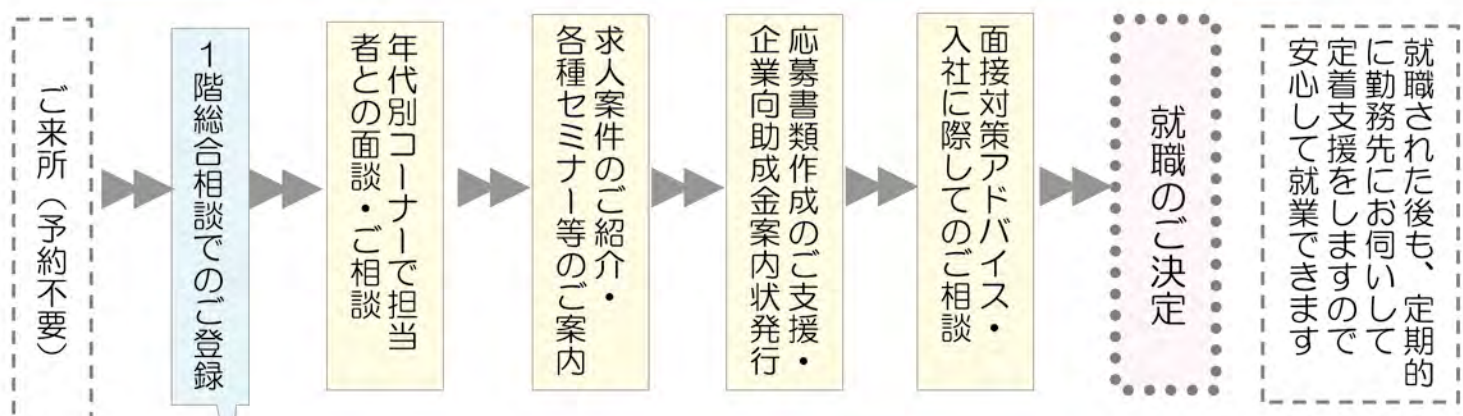 ご来所（予約不要）
１階総合相談でのご登録
年代別コーナーで担当
者との面談・ご相談
求人案件のご紹介・
各種セミナー等のご案内
応募書類作成のご支援・
企業向助成金案内状発行
面接対策アドバイス・
入社に際してのご相談
就職のご決定
就職された後も、定期的
に勤務先にお伺いして
定着支援をしますので
安心して就業できます